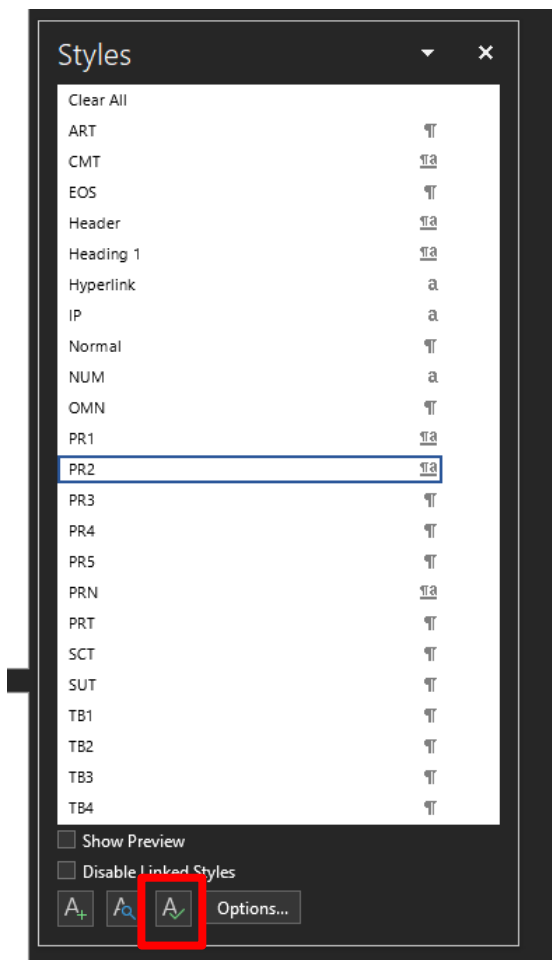 Styles
Clear All
ART ¶
CMT ¶a
EOS ¶
Header ¶a
Heading 1 ¶a
Hyperlink a
IP a
Normal ¶
NUM a
OMN ¶
PR1 ¶a
PR2 ¶a
PR3 ¶
PR4 ¶
PR5 ¶
PRN ¶a
PRT ¶
SCT ¶
SUT ¶
TB1 ¶
TB2 ¶
TB3 ¶
TB4 ¶
Show Preview
Disable Linked Styles
Options...